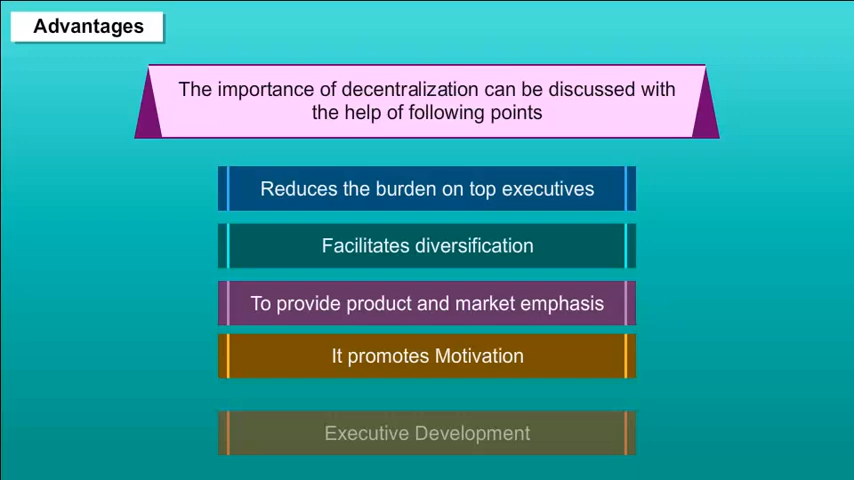 Advantages
The importance of decentralization can be discussed with
the help of following points
Reduces the burden on top executives
Facilitates diversification
To provide product and market emphasis
It promotes Motivation
Executive Development